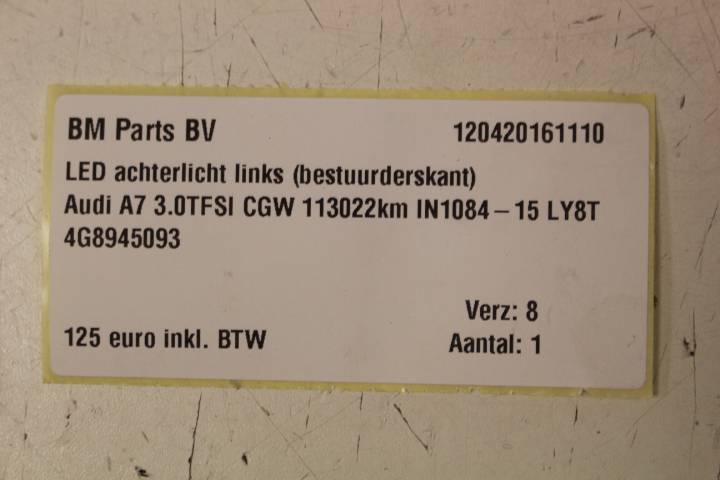 BM Parts BV 120420161110
LED achterlicht links (bestuurderskant)
Audi A7 3.0TFSI CGW 113022km IN1084-15 LY8T
4G8945093
Verz: 8
125 euro inkl. BTW Aantal: 1